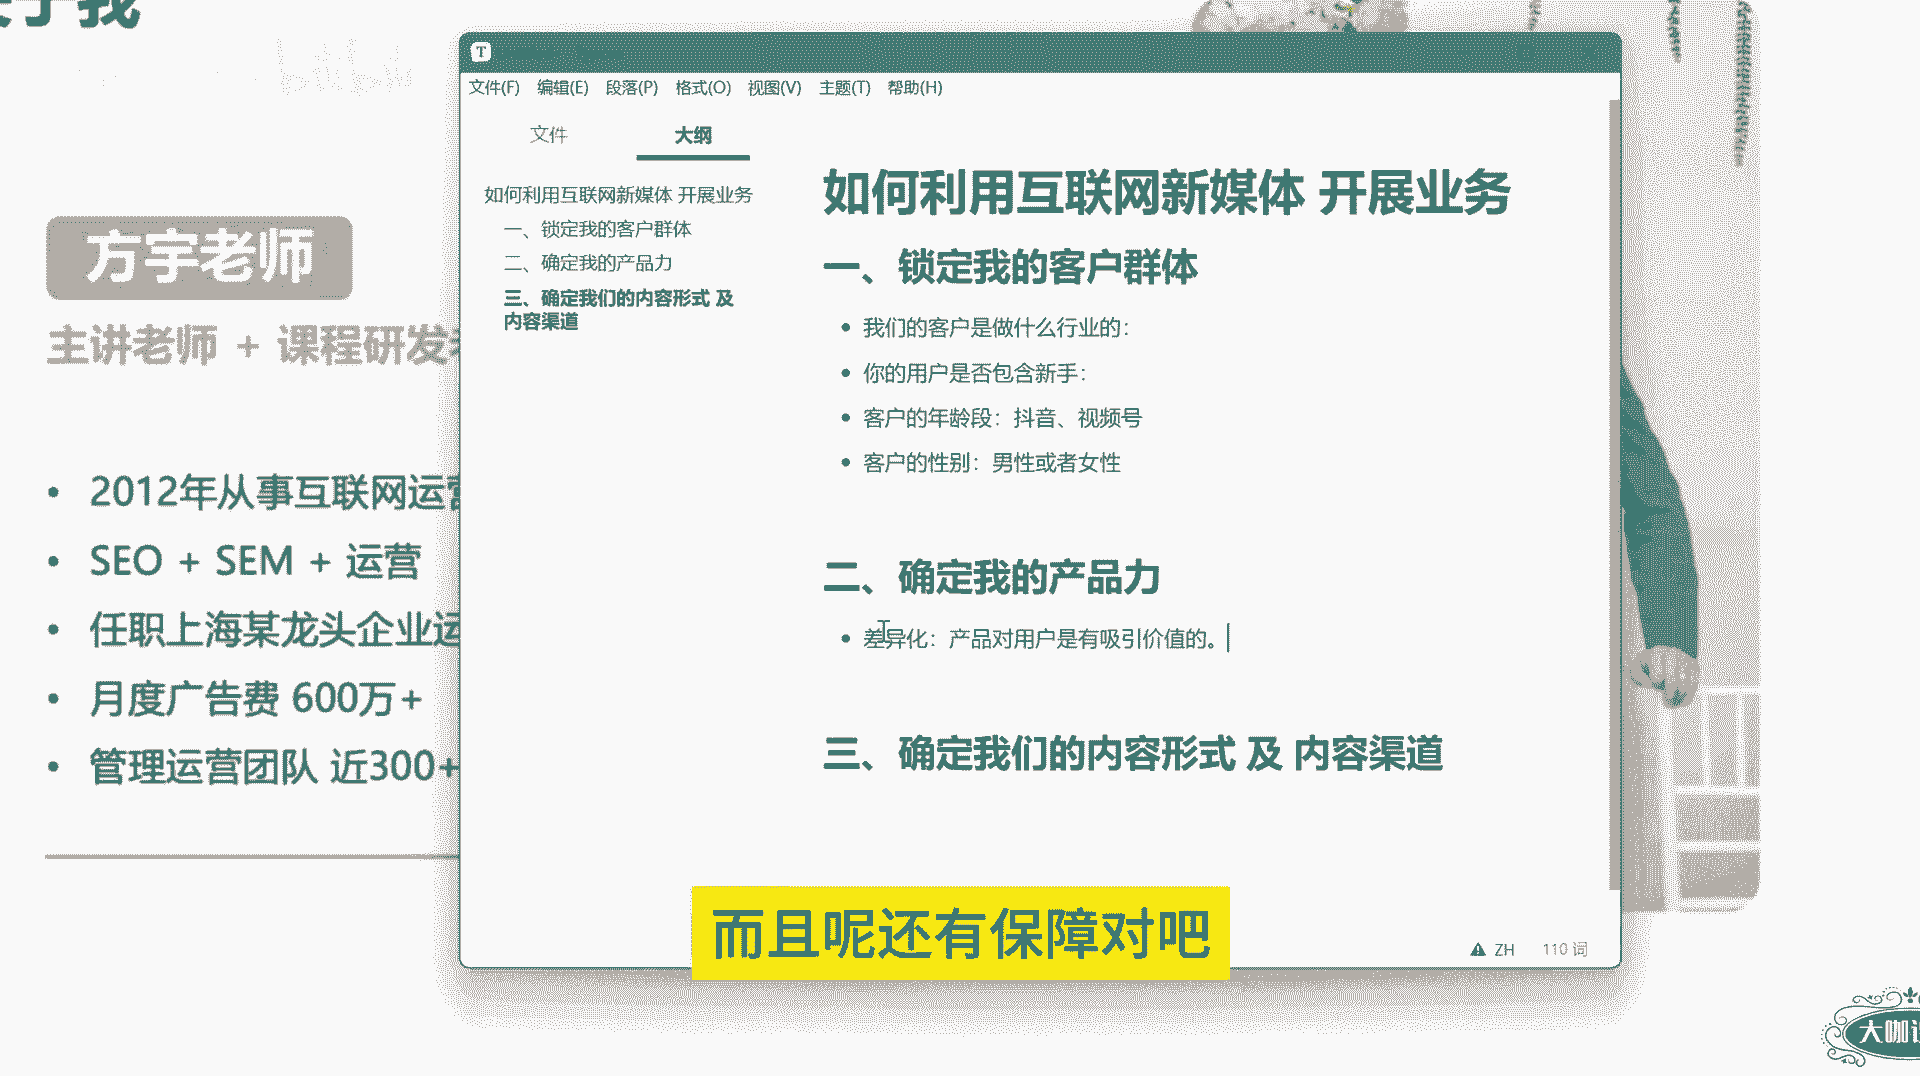 于我
bilibili
方宇老师
主讲老师 + 课程研发
2012年从事互联网运营
SEO + SEM + 运营
任职上海某龙头企业运
月度广告费 600万+
管理运营团队 近300+
T
文件(F) 编辑(E) 段落(P) 格式(O) 视图(V) 主题(T) 帮助(H)
文件 大纲
如何利用互联网新媒体 开展业务
一、锁定我的客户群体
二、确定我的产品力
三、确定我们的内容形式 及
内容渠道
如何利用互联网新媒体 开展业务
一、锁定我的客户群体
我们的客户是做什么行业的：
你的用户是否包含新手：
客户的年龄段：抖音、视频号
客户的性别：男性或者女性
二、确定我的产品力
差异化：产品对用户是有吸引价值的。
三、确定我们的内容形式 及 内容渠道
ZH 110 词
而且呢还有保障对吧
大咖